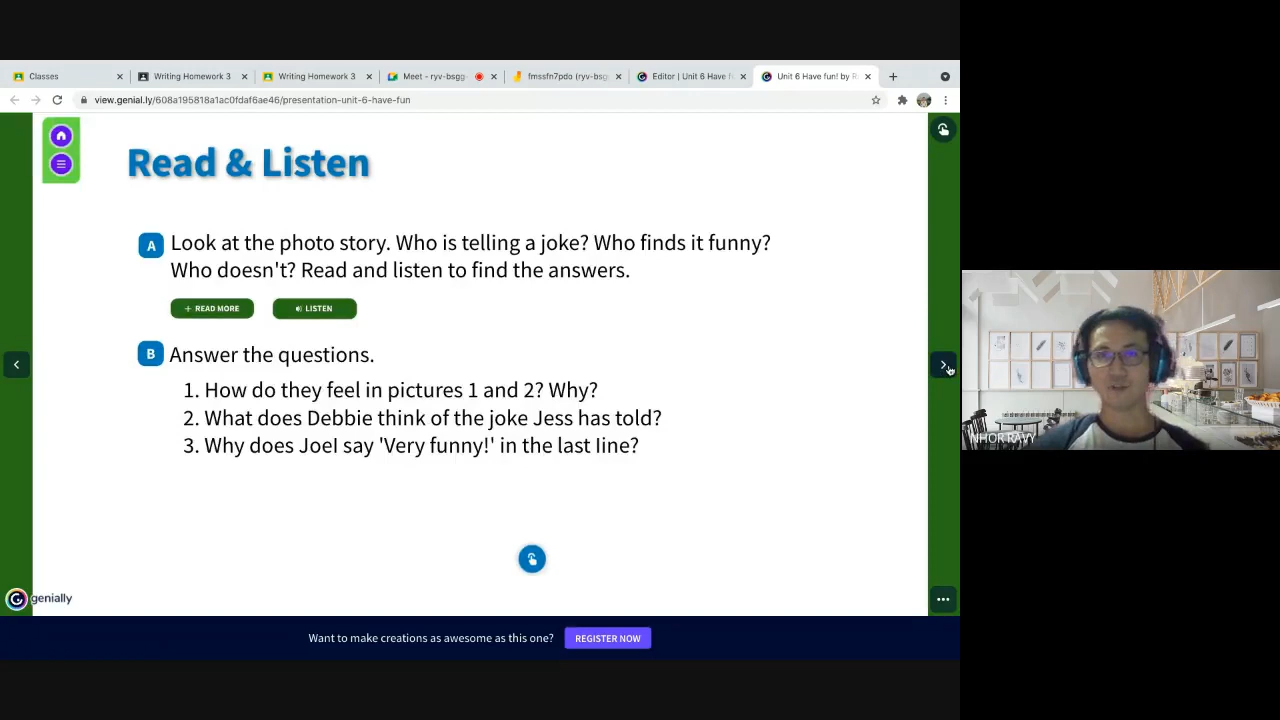 Classes
Writing Homework 3
Writing Homework 3
Meet - ryv-bsgg-
fmssfn7pdo (ryv-bsg
Editor | Unit 6 Have f
Unit 6 Have fun! by R
view.genial.ly/608a195818a1ac0fdaf6ae46/presentation-unit-6-have-fun
Read & Listen
A Look at the photo story. Who is telling a joke? Who finds it funny?
Who doesn't? Read and listen to find the answers.
+ READ MORE
LISTEN
B Answer the questions.
1. How do they feel in pictures 1 and 2? Why?
2. What does Debbie think of the joke Jess has told?
3. Why does Joel say 'Very funny!' in the last line?
NHOR RAVY
genially
Want to make creations as awesome as this one?
REGISTER NOW